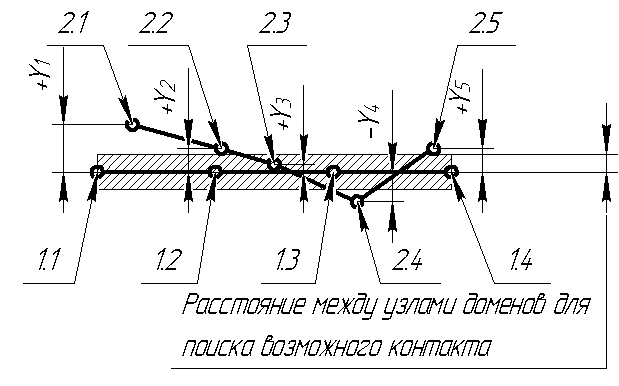 2.1 2.2 2.3 2.5
+Y1 +Y2 +Y3 -Y4 +Y5
1.1 1.2 1.3 2.4 1.4
Расстояние между узлами доменов для
поиска возможного контакта